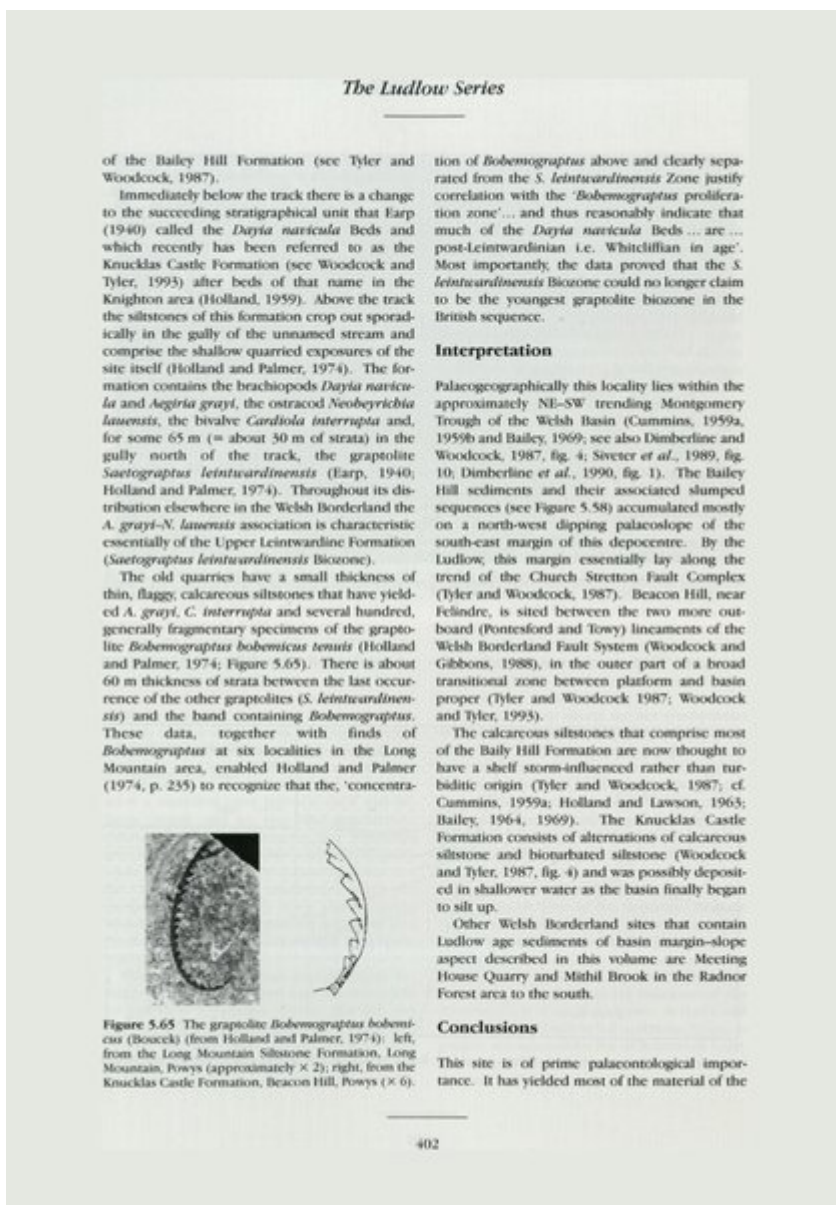 The Ludlow Series
of the Bailey Hill Formation (see Tyler and
Woodcock, 1987).
Immediately below the track there is a change
to the succeeding stratigraphical unit that Earp
(1940) called the Dayia navicula Beds and
which recently has been referred to as the
Knucklas Castle Formation (see Woodcock and
Tyler, 1993) after beds of that name in the
Knighton area (Holland, 1959). Above the track
the siltstones of this formation crop out sporad-
ically in the gully of the unnamed stream and
comprise the shallow quarried exposures of the
site itself (Holland and Palmer, 1974). The for-
mation contains the brachiopods Dayia navicu-
la and Aegiria grayi, the ostracod Neobeyrichia
lauensis, the bivalve Cardiola interrupta and,
for some 65 m (= about 30 m of strata) in the
gully north of the track, the graptolite
Saetograptus leintwardinensis (Earp, 1940;
Holland and Palmer, 1974). Throughout its dis-
tribution elsewhere in the Welsh Borderland the
A. grayi–N. lauensis association is characteristic
essentially of the Upper Leintwardine Formation
(Saetograptus leintwardinensis Biozone).
The old quarries have a small thickness of
thin, flaggy, calcareous siltstones that have yield-
ed A. grayi, C. interrupta and several hundred,
generally fragmentary specimens of the grapto-
lite Bohemograptus bohemicus tenuis (Holland
and Palmer, 1974; Figure 5.65). There is about
60 m thickness of strata between the last occur-
rence of the other graptolites (S. leintwardinen-
sis) and the band containing Bohemograptus.
These data, together with finds of
Bohemograptus at six localities in the Long
Mountain area, enabled Holland and Palmer
(1974, p. 235) to recognize that the, 'concentra-
Figure 5.65 The graptolite Bohemograptus bohemi-
cus (Boucek) (from Holland and Palmer, 1974): left,
from the Long Mountain Siltstone Formation, Long
Mountain, Powys (approximately × 2); right, from the
Knucklas Castle Formation, Beacon Hill, Powys (× 6).
tion of Bohemograptus above and clearly sepa-
rated from the S. leintwardinensis Zone justify
correlation with the 'Bohemograptus prolifera-
tion zone'... and thus reasonably indicate that
much of the Dayia navicula Beds ... are ...
post-Leintwardinian i.e. Whitcliffian in age'.
Most importantly, the data proved that the S.
leintwardinensis Biozone could no longer claim
to be the youngest graptolite biozone in the
British sequence.
Interpretation
Palaeogeographically this locality lies within the
approximately NE–SW trending Montgomery
Trough of the Welsh Basin (Cummins, 1959a,
1959b and Bailey, 1969; see also Dimberline and
Woodcock, 1987, fig. 4; Siveter et al., 1989, fig.
10; Dimberline et al., 1990, fig. 1). The Bailey
Hill sediments and their associated slumped
sequences (see Figure 5.58) accumulated mostly
on a north-west dipping palaeoslope of the
south-east margin of this depocentre. By the
Ludlow, this margin essentially lay along the
trend of the Church Stretton Fault Complex
(Tyler and Woodcock, 1987). Beacon Hill, near
Felindre, is sited between the two more out-
board (Pontesford and Towy) lineaments of the
Welsh Borderland Fault System (Woodcock and
Gibbons, 1988), in the outer part of a broad
transitional zone between platform and basin
proper (Tyler and Woodcock 1987; Woodcock
and Tyler, 1993).
The calcareous siltstones that comprise most
of the Baily Hill Formation are now thought to
have a shelf storm-influenced rather than tur-
biditic origin (Tyler and Woodcock, 1987; cf.
Cummins, 1959a; Holland and Lawson, 1963;
Bailey, 1964, 1969). The Knucklas Castle
Formation consists of alternations of calcareous
siltstone and bioturbated siltstone (Woodcock
and Tyler, 1987, fig. 4) and was possibly deposit-
ed in shallower water as the basin finally began
to silt up.
Other Welsh Borderland sites that contain
Ludlow age sediments of basin margin–slope
aspect described in this volume are Meeting
House Quarry and Mithil Brook in the Radnor
Forest area to the south.
Conclusions
This site is of prime palaeontological impor-
tance. It has yielded most of the material of the
402